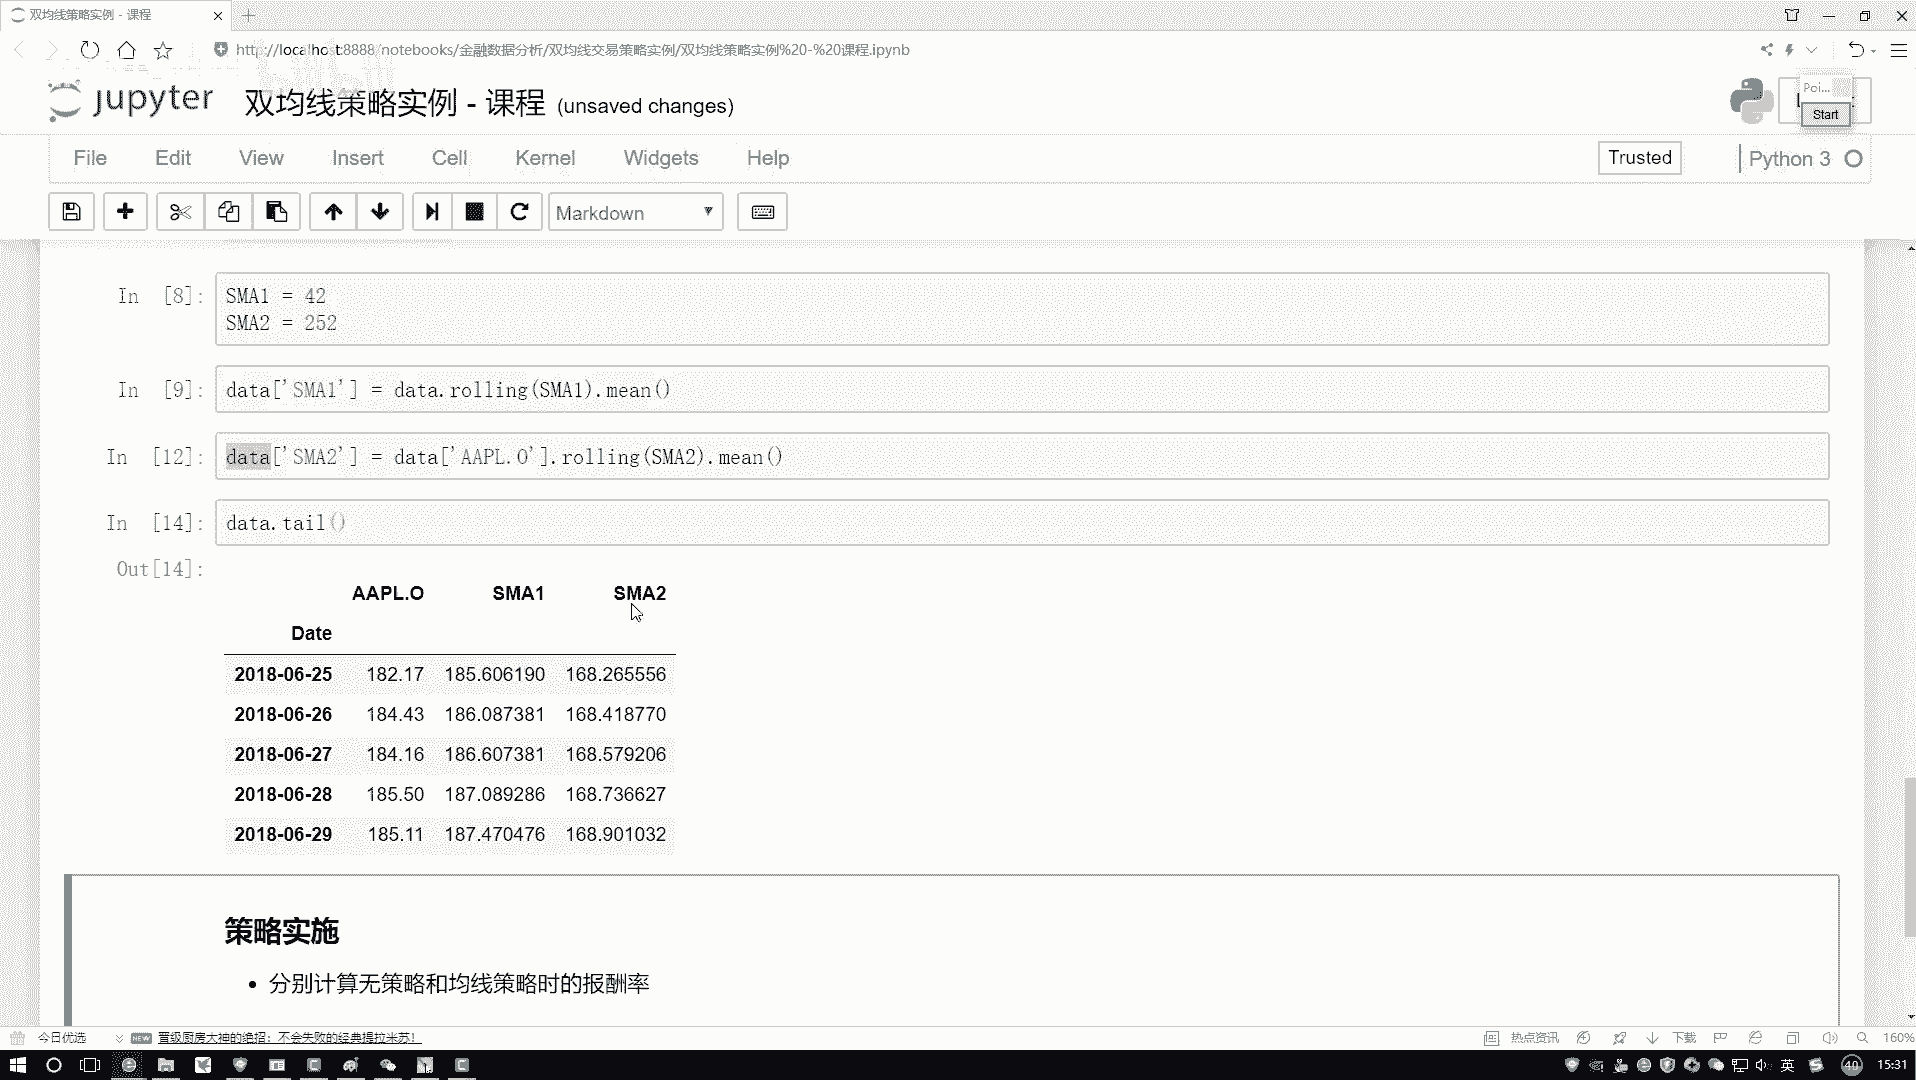 双均线策略实例 - 课程
http://localhost:8888/notebooks/金融数据分析/双均线交易策略实例/双均线策略实例%20-%20课程.ipynb
jupyter 双均线策略实例 - 课程 (unsaved changes)
Poi...
Start
File Edit View Insert Cell Kernel Widgets Help
Trusted
Python 3
Markdown
In [8]:
SMA1 = 42
SMA2 = 252
In [9]:
data['SMA1'] = data.rolling(SMA1).mean()
In [12]:
data['SMA2'] = data['AAPL.O'].rolling(SMA2).mean()
In [14]:
data.tail()
Out[14]:
AAPL.O SMA1 SMA2
Date
2018-06-25 182.17 185.606190 168.265556
2018-06-26 184.43 186.087381 168.418770
2018-06-27 184.16 186.607381 168.579206
2018-06-28 185.50 187.089286 168.736627
2018-06-29 185.11 187.470476 168.901032
策略实施
• 分别计算无策略和均线策略时的报酬率
今日优选
NEW
晋级厨房大神的绝招：不会失败的经典提拉米苏！
热点资讯
下载
160%
英
40
15:31